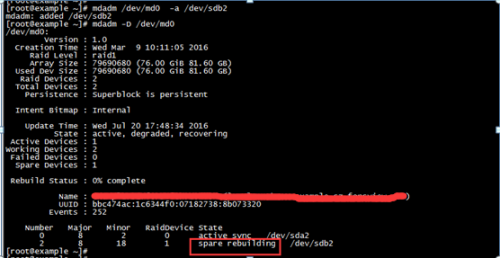 [root@example ~]# mdadm /dev/md0  -a /dev/sdb2
mdadm: added /dev/sdb2
[root@example ~]# mdadm -D /dev/md0
/dev/md0:
Version : 1.0
Creation Time : Wed Mar  9 10:11:05 2016
Raid Level : raid1
Array Size : 79690680 (76.00 GiB 81.60 GB)
Used Dev Size : 79690680 (76.00 GiB 81.60 GB)
Raid Devices : 2
Total Devices : 2
Persistence : Superblock is persistent
Intent Bitmap : Internal
Update Time : Wed Jul 20 17:48:34 2016
State : active, degraded, recovering
Active Devices : 1
Working Devices : 2
Failed Devices : 0
Spare Devices : 1
Rebuild Status : 0% complete
Name :
UUID : bbc474ac:1c6344f0:07182738:8b073320
Events : 252
Number   Major   Minor   RaidDevice State
0       8        2        0      active sync   /dev/sda2
2       8       18        1      spare rebuilding   /dev/sdb2
[root@example ~]#